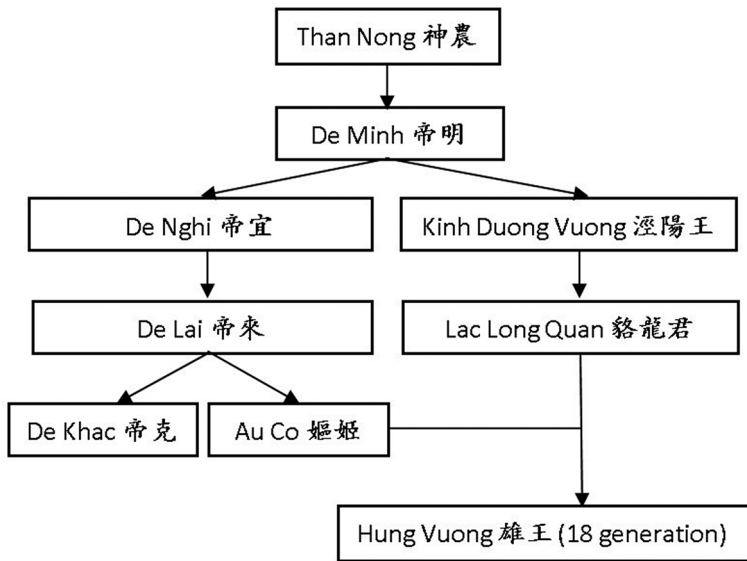 Than Nong 神農
De Minh 帝明
De Nghi 帝宜
Kinh Duong Vuong 涇陽王
De Lai 帝來
Lac Long Quan 貉龍君
De Khac 帝克
Au Co 嫗姬
Hung Vuong 雄王 (18 generation)